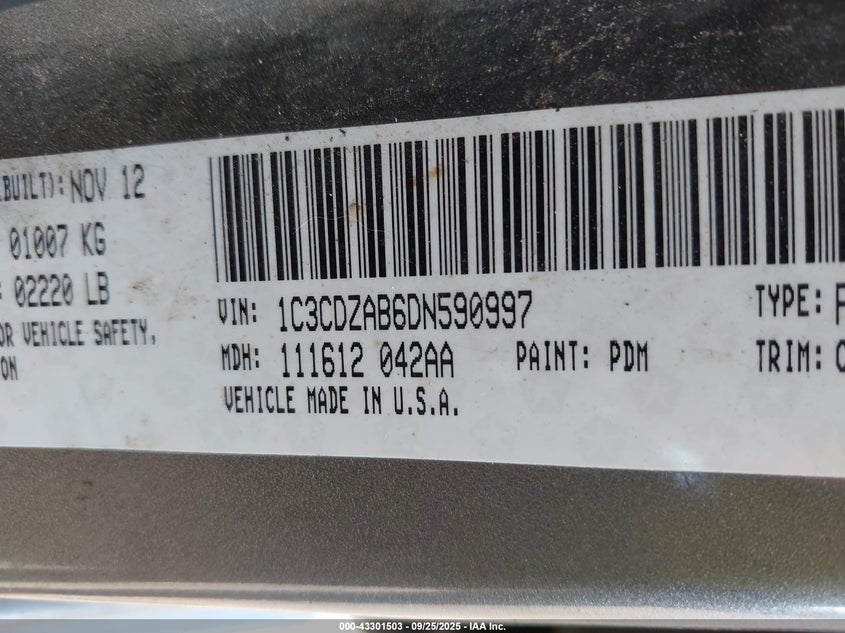 BUILT): NOV 12
01007 KG
02220 LB
OR VEHICLE SAFETY,
ON
VIN: 1C3CDZAB6DN590997
TYPE:
MDH: 111612 042AA
PAINT: PDM
TRIM:
VEHICLE MADE IN U.S.A.
000-43301503 - 09/25/2025 - IAA Inc.